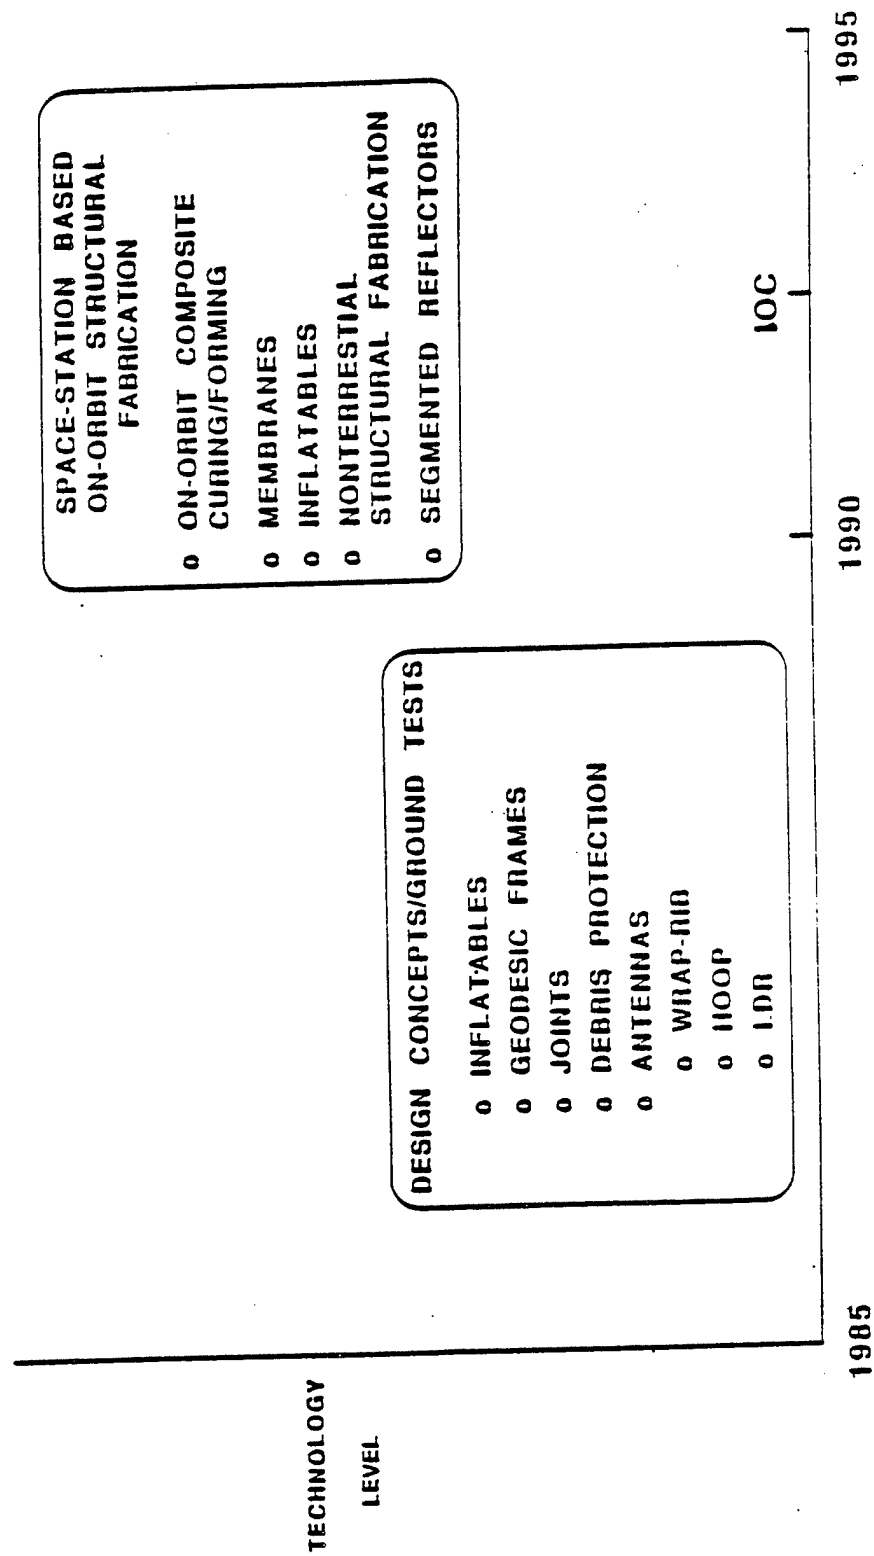 SPACE-STATION BASED
ON-ORBIT STRUCTURAL
FABRICATION
o ON-ORBIT COMPOSITE
CURING/FORMING
o MEMBRANES
o INFLATABLES
o NONTERRESTIAL
STRUCTURAL FABRICATION
o SEGMENTED REFLECTORS
TECHNOLOGY
LEVEL
DESIGN CONCEPTS/GROUND TESTS
o INFLATABLES
o GEODESIC FRAMES
o JOINTS
o DEBRIS PROTECTION
o ANTENNAS
o WRAP-RIB
o HOOP
o LDR
IOC
1985
1990
1995